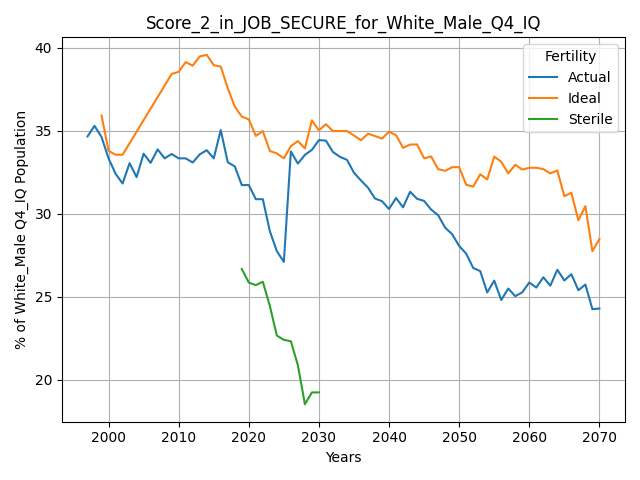 Score_2_in_JOB_SECURE_for_White_Male_Q4_IQ
Fertility
Actual
Ideal
Sterile
% of White_Male Q4_IQ Population
40
35
30
25
20
2000
2010
2020
2030
2040
2050
2060
2070
Years